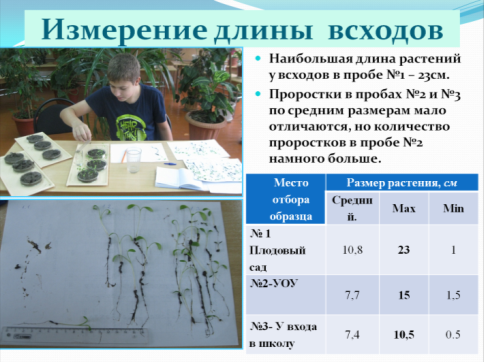 Измерение длины всходов
Наибольшая длина растений
у всходов в пробе №1 – 23см.
Проростки в пробах №2 и №3
по средним размерам мало
отличаются, но количество
проростков в пробе №2
намного больше.
Место
отбора
образца
Размер растения, см
Средни
й.
Max
Min
№ 1
Плодовый
сад
10,8
23
1
№2-УОУ
7,7
15
1,5
№3- У входа
в школу
7,4
10,5
0.5